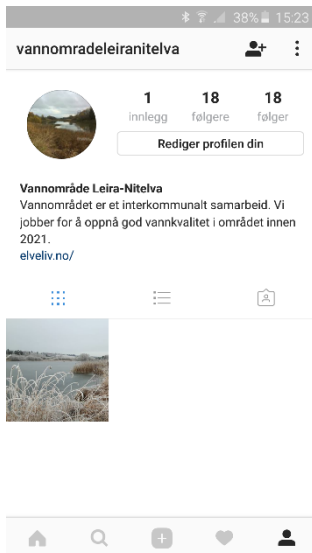 38% 15:23
vannomradeleiranitelva
1 18 18
innlegg følgere følger
Rediger profilen din
Vannområde Leira-Nitelva
Vannområdet er et interkommunalt samarbeid. Vi
jobber for å oppnå god vannkvalitet i området innen
2021.
elveliv.no/